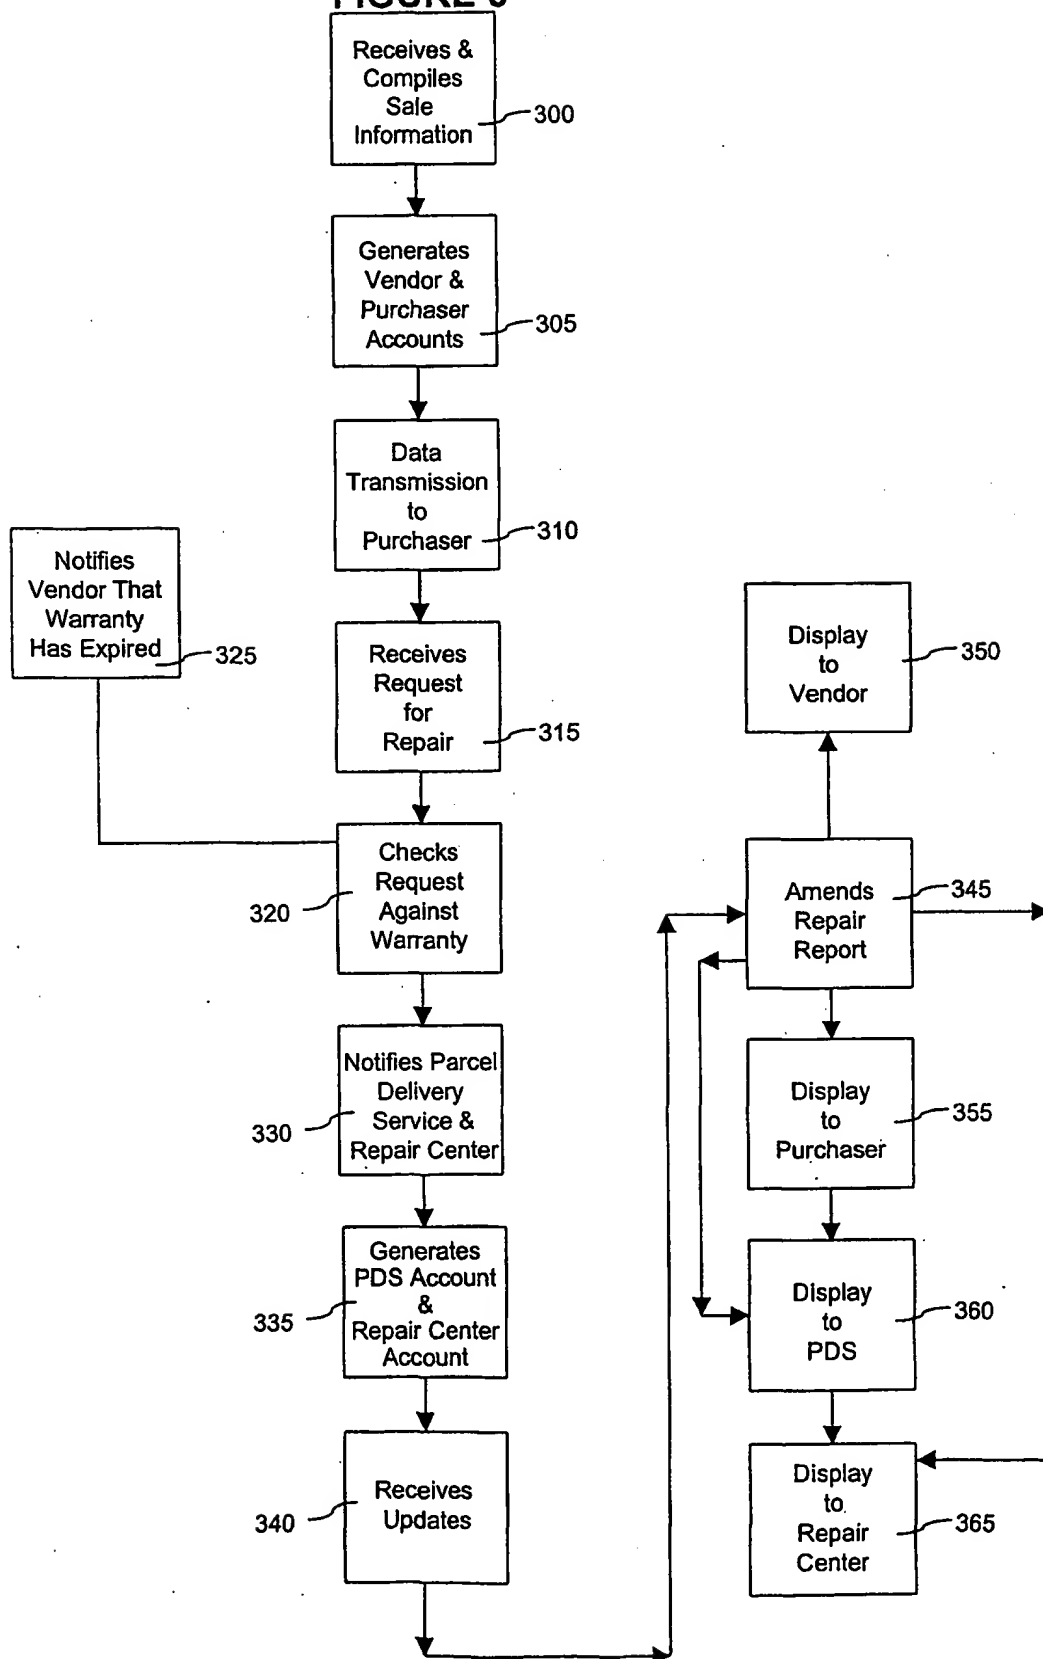 Receives &
Compiles
Sale
Information
300
Generates
Vendor &
Purchaser
Accounts
305
Data
Transmission
to
Purchaser
310
Notifies
Vendor That
Warranty
Has Expired
325
Receives
Request
for
Repair
315
Checks
Request
Against
Warranty
320
Notifies Parcel
Delivery
Service &
Repair Center
330
Generates
PDS Account
&
Repair Center
Account
335
Receives
Updates
340
Display
to
Vendor
350
Amends
Repair
Report
345
Display
to
Purchaser
355
Display
to
PDS
360
Display
to
Repair
Center
365